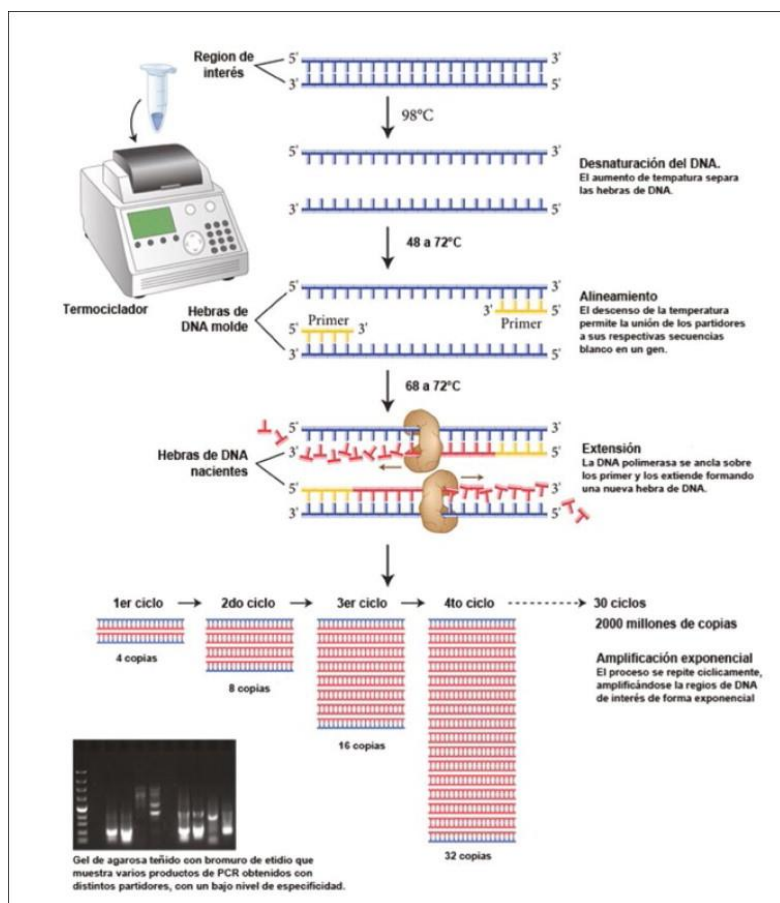 Region de
interés
5'
3'
3'
5'
98°C
5'
3'
3'
5'
Desnaturación del DNA.
El aumento de tempatura separa
las hebras de DNA.
48 a 72°C
Termociclador
Hebras de
DNA molde
5'
3'
3'
5'
Primer
5'
Primer
3'
3'
5'
Alineamiento
El descenso de la temperatura
permite la unión de los partidores
a sus respectivas secuencias
blanco en un gen.
68 a 72°C
Hebras de DNA
nacientes
5'
3'
3'
5'
5'
3'
3'
5'
Extensión
La DNA polimerasa se ancla sobre
los primer y los extiende formando
una nueva hebra de DNA.
1er ciclo
2do ciclo
3er ciclo
4to ciclo
30 ciclos
2000 millones de copias
4 copias
8 copias
16 copias
32 copias
Amplificación exponencial
El proceso se repite ciclicamente,
amplificándose la regios de DNA
de interés de forma exponencial
Gel de agarosa teñido con bromuro de etidio que
muestra varios productos de PCR obtenidos con
distintos partidores, con un bajo nivel de especificidad.